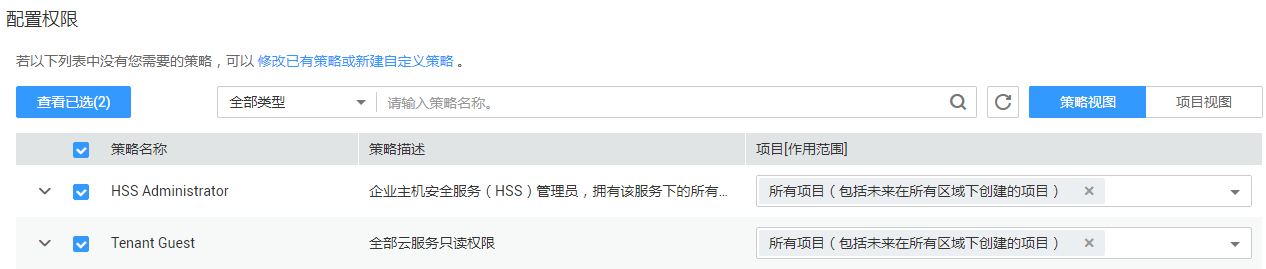 配置权限
若以下列表中没有您需要的策略，可以 修改已有策略或新建自定义策略 。
查看已选(2) 全部类型 请输入策略名称。 策略视图 项目视图
策略名称 策略描述 项目[作用范围]
HSS Administrator 企业主机安全服务（HSS）管理员，拥有该服务下的所有... 所有项目（包括未来在所有区域下创建的项目）
Tenant Guest 全部云服务只读权限 所有项目（包括未来在所有区域下创建的项目）